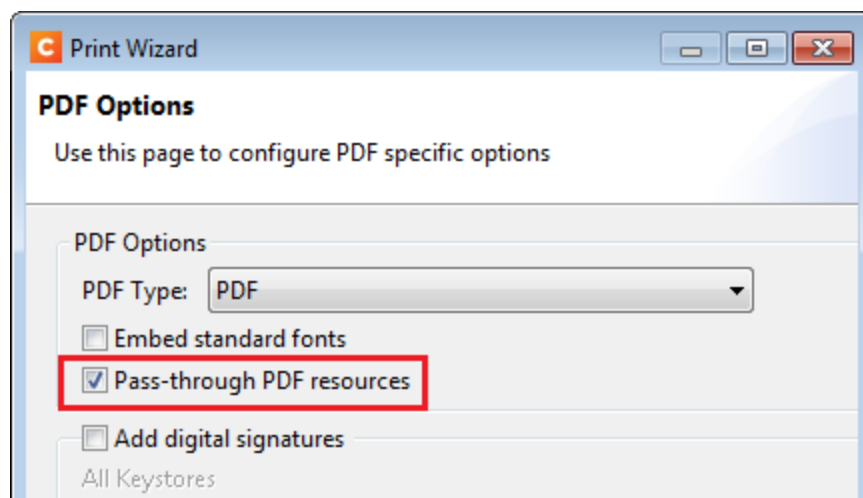 C Print Wizard
PDF Options
Use this page to configure PDF specific options
PDF Options
PDF Type: PDF
Embed standard fonts
Pass-through PDF resources
Add digital signatures
All Keystores